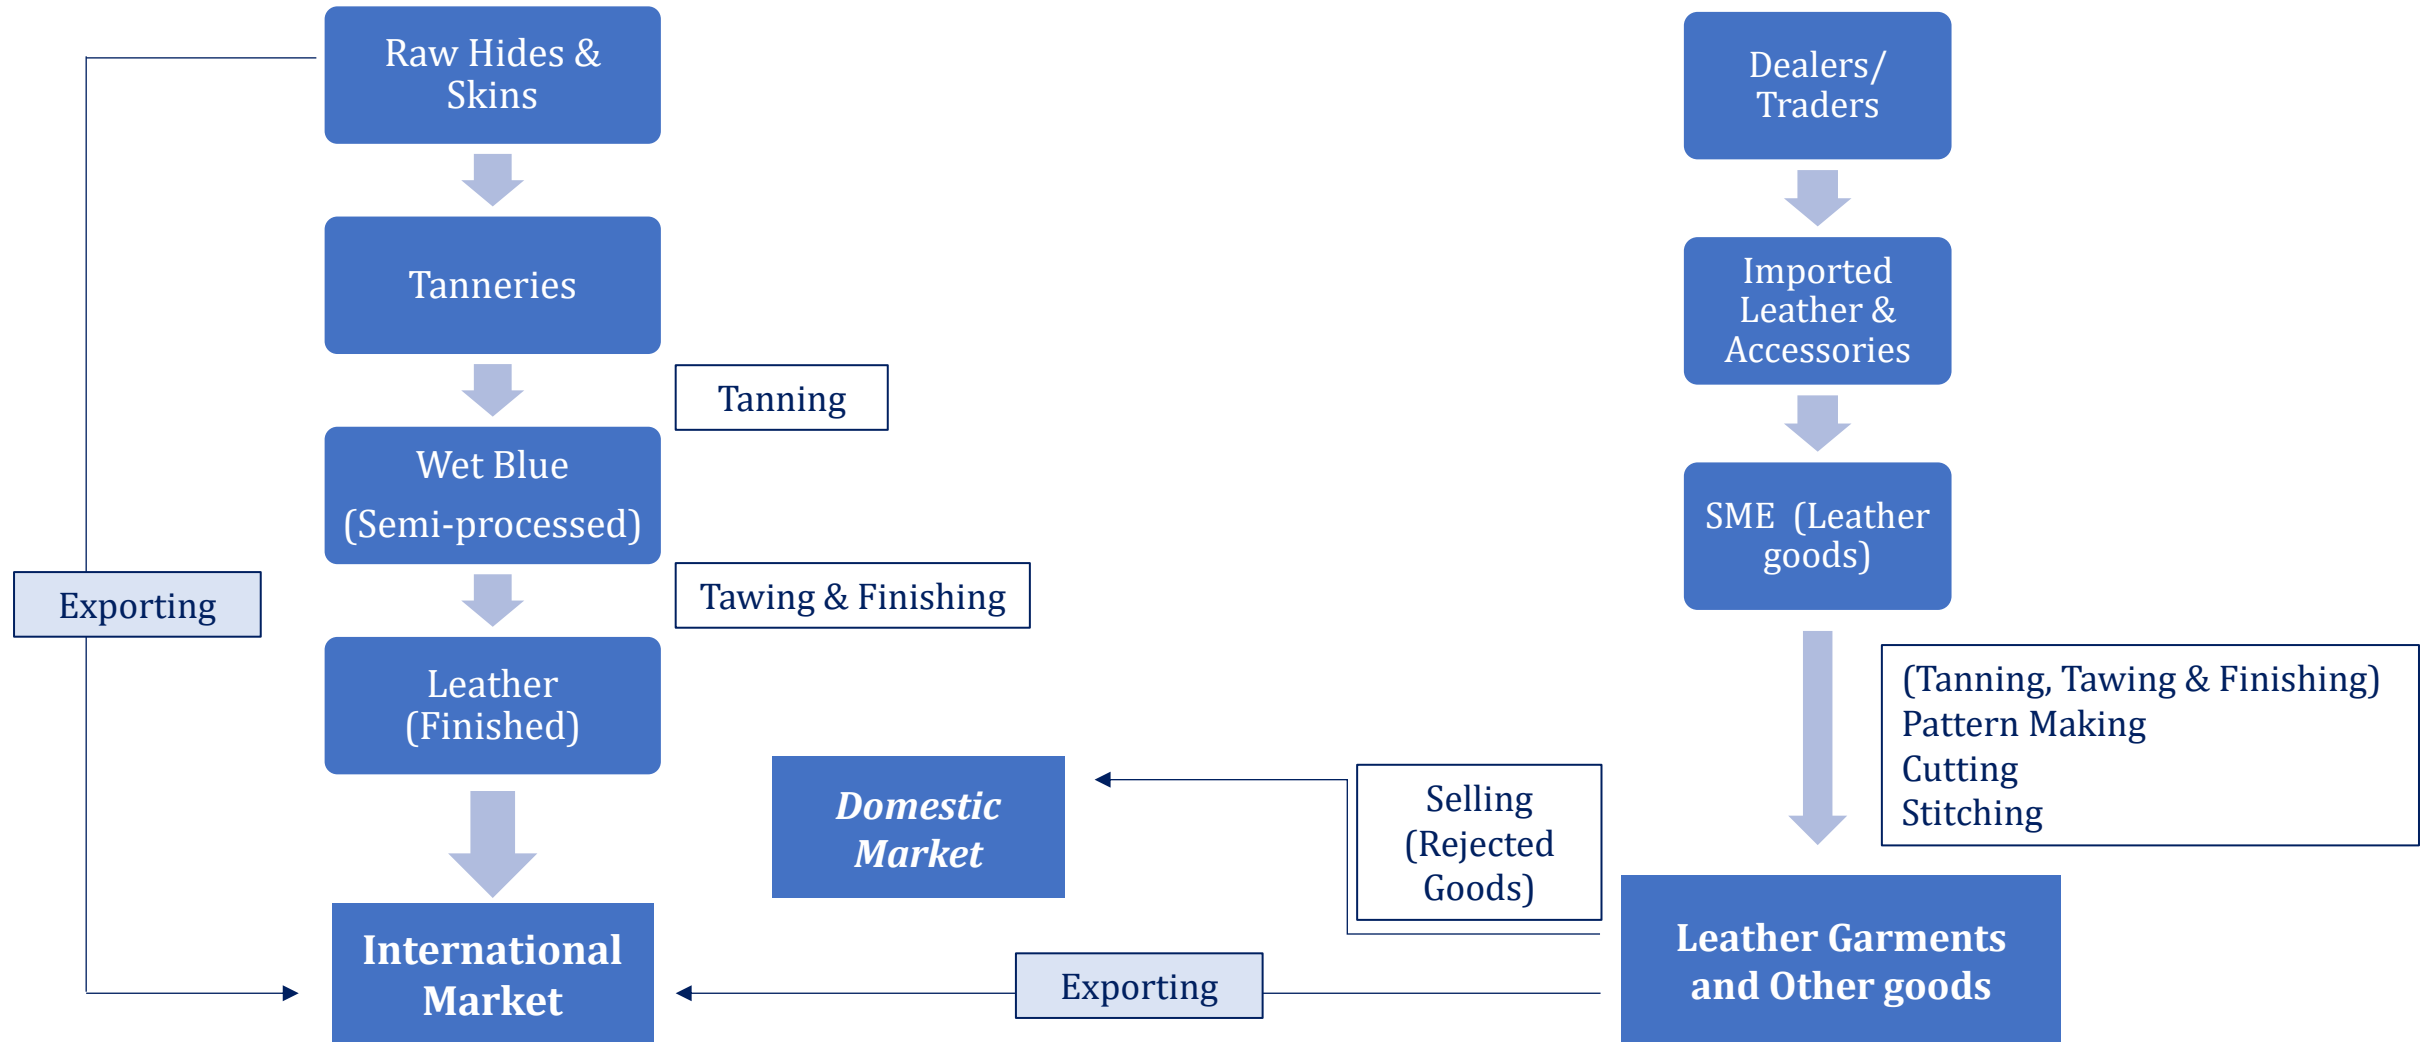 Raw Hides &
Skins
Tanneries
Tanning
Wet Blue
(Semi-processed)
Tawing & Finishing
Exporting
Leather
(Finished)
International
Market
Domestic
Market
Dealers/
Traders
Imported
Leather &
Accessories
SME (Leather
goods)
(Tanning, Tawing & Finishing)
Pattern Making
Cutting
Stitching
Selling
(Rejected
Goods)
Leather Garments
and Other goods
Exporting